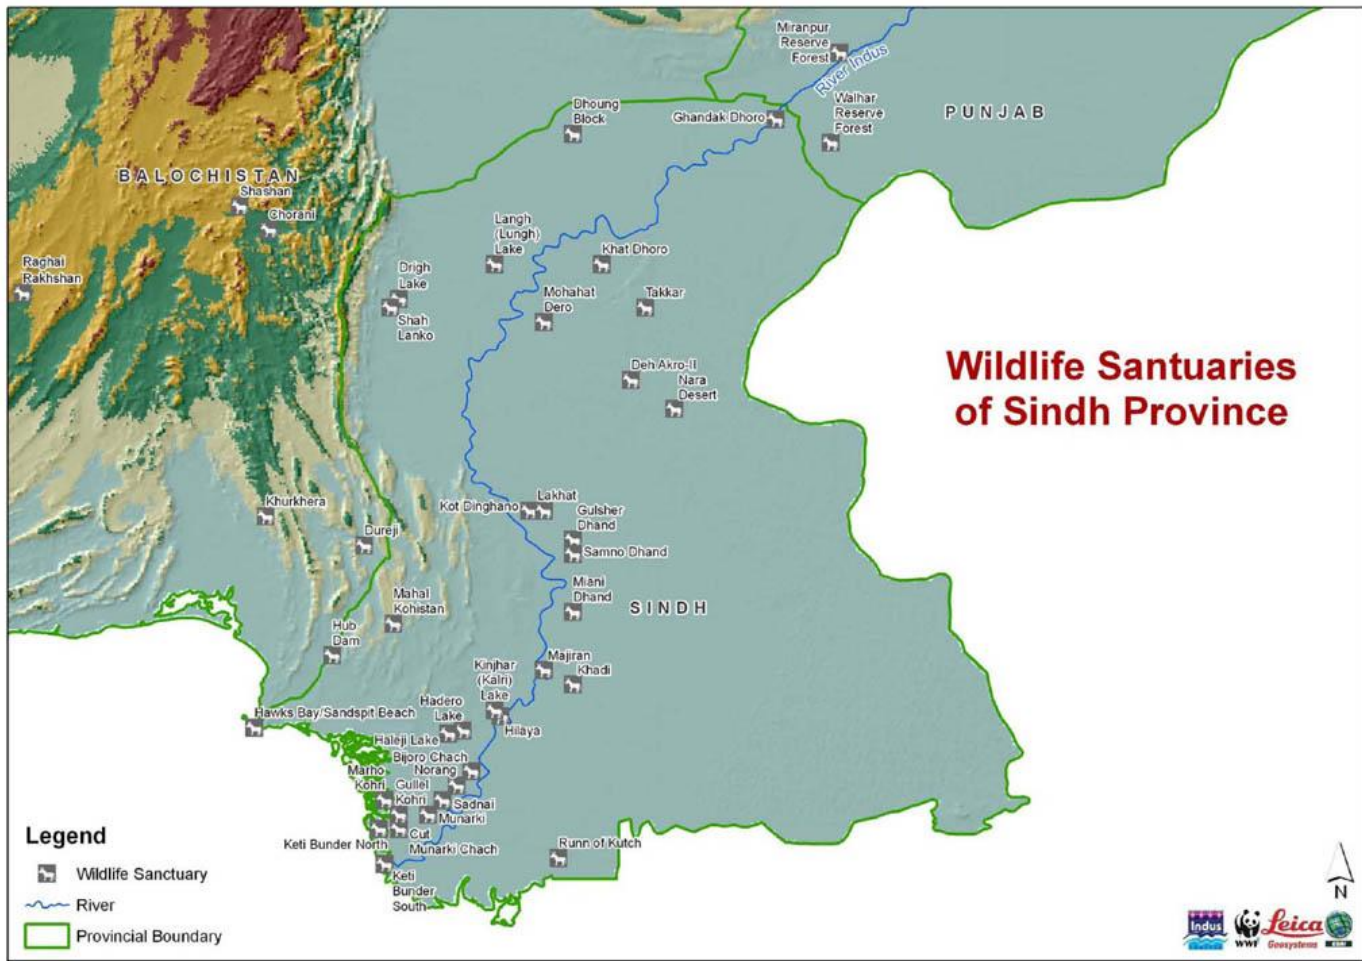 Miranpur
Reserve
Forest
River Indus
Dhoung
Block
Ghandak Dhoro
Walhar
Reserve
Forest
PUNJAB
BALOCHISTAN
Shashan
Chorani
Raghai
Rakhshan
Langh
(Lungh)
Lake
Khat Dhoro
Drigh
Lake
Shah
Lanko
Mohahat
Dero
Takkar
Deh Akro-II
Nara
Desert
Wildlife Santuaries
of Sindh Province
Khurkhera
Dureji
Kot Dinghano
Lakhat
Gulsher
Dhand
Samno Dhand
Miani
Dhand
SINDH
Mahal
Kohistan
Hub
Dam
Majiran
Khadi
Kinjhar
(Kalri)
Lake
Hilaya
Hadero
Lake
Haleji Lake
Hawks Bay/Sandspit Beach
Bijoro Chach
Norang
Marho
Kohri
Gullel
Kohri
Sadnai
Munarki
Cut
Munarki Chach
Keti Bunder North
Keti
Bunder
South
Runn of Kutch
Legend
Wildlife Sanctuary
River
Provincial Boundary
N
Indus
WWF
Leica
Geosystems